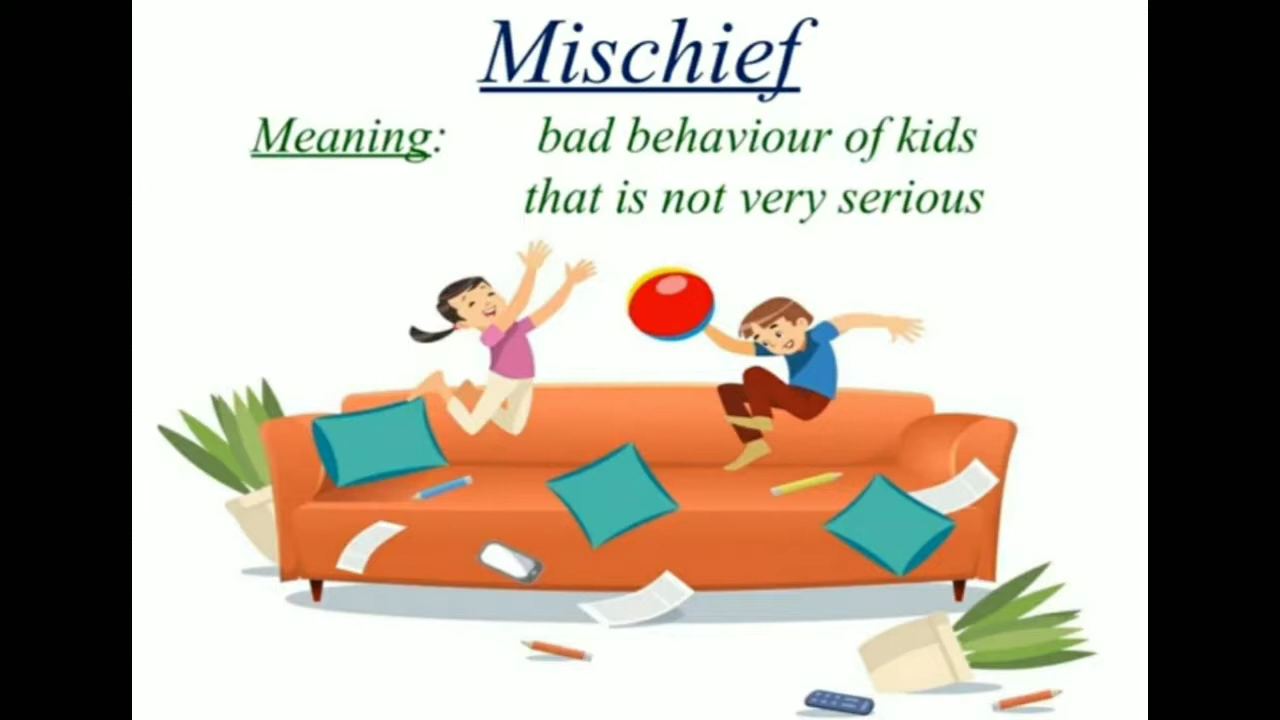 Mischief
Meaning: bad behaviour of kids
that is not very serious